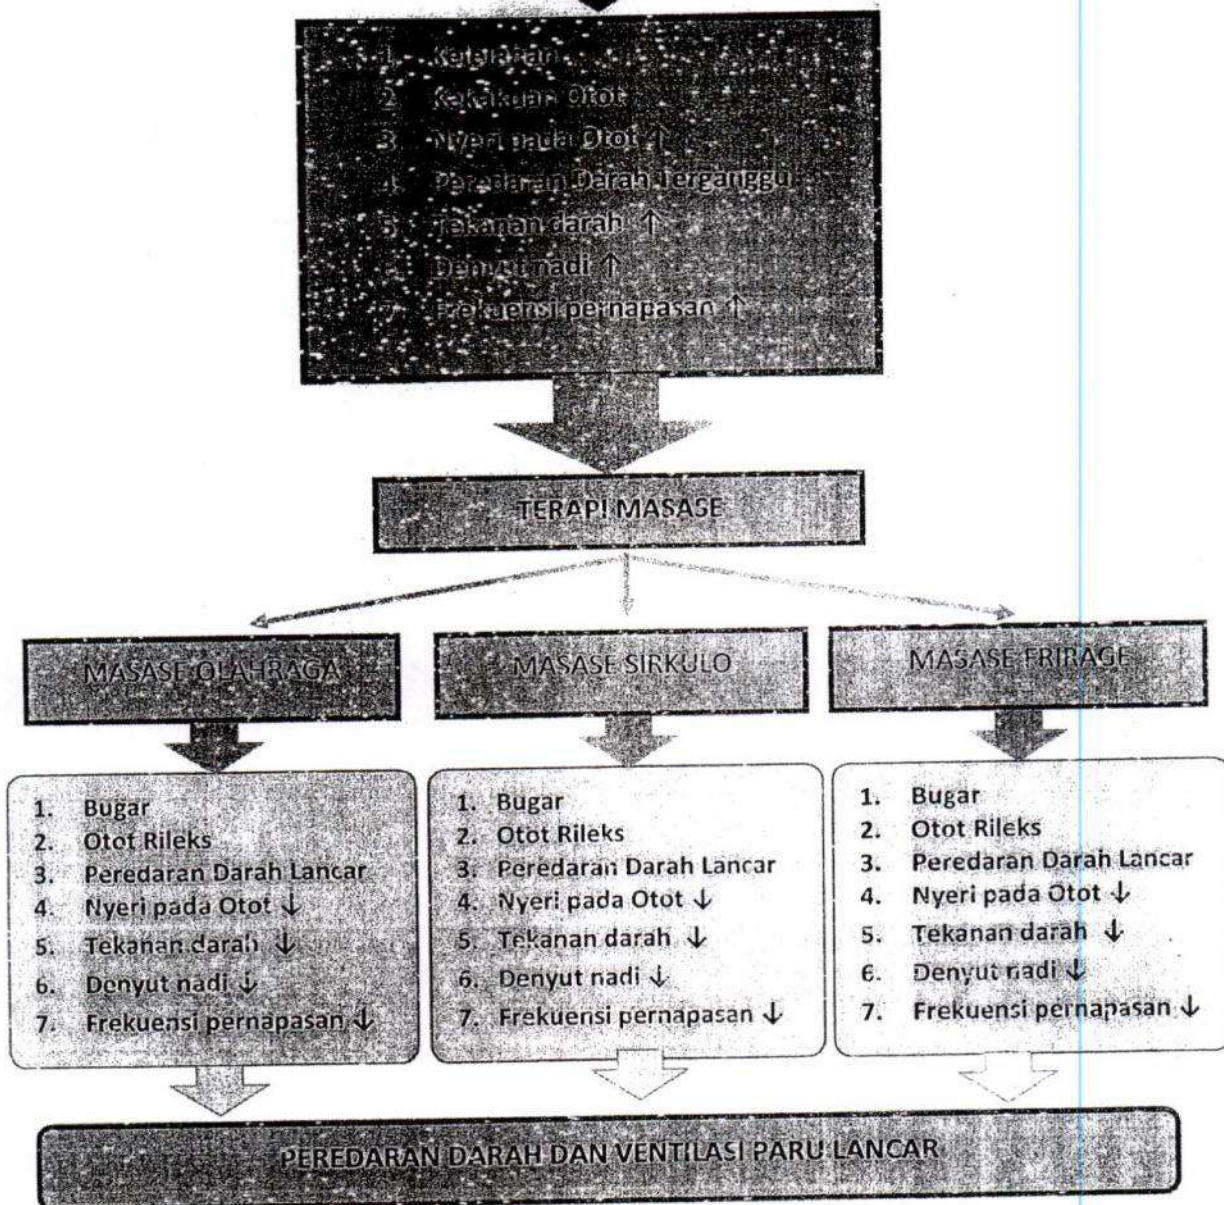 1. Kelelahan
2. Kekakuan Otot
3. Nyeri pada Otot ↑
4. Peredaran Darah Terganggu
5. Tekanan darah ↑
6. Denyut nadi ↑
7. Frekuensi pernapasan ↑
TERAPI MASASE
MASASE OLAHRAGA
MASASE SIRKULO
MASASE FRIRAGE
1. Bugar
2. Otot Rileks
3. Peredaran Darah Lancar
4. Nyeri pada Otot ↓
5. Tekanan darah ↓
6. Denyut nadi ↓
7. Frekuensi pernapasan ↓
1. Bugar
2. Otot Rileks
3. Peredaran Darah Lancar
4. Nyeri pada Otot ↓
5. Tekanan darah ↓
6. Denyut nadi ↓
7. Frekuensi pernapasan ↓
1. Bugar
2. Otot Rileks
3. Peredaran Darah Lancar
4. Nyeri pada Otot ↓
5. Tekanan darah ↓
6. Denyut nadi ↓
7. Frekuensi pernapasan ↓
PEREDARAN DARAH DAN VENTILASI PARU LANCAR